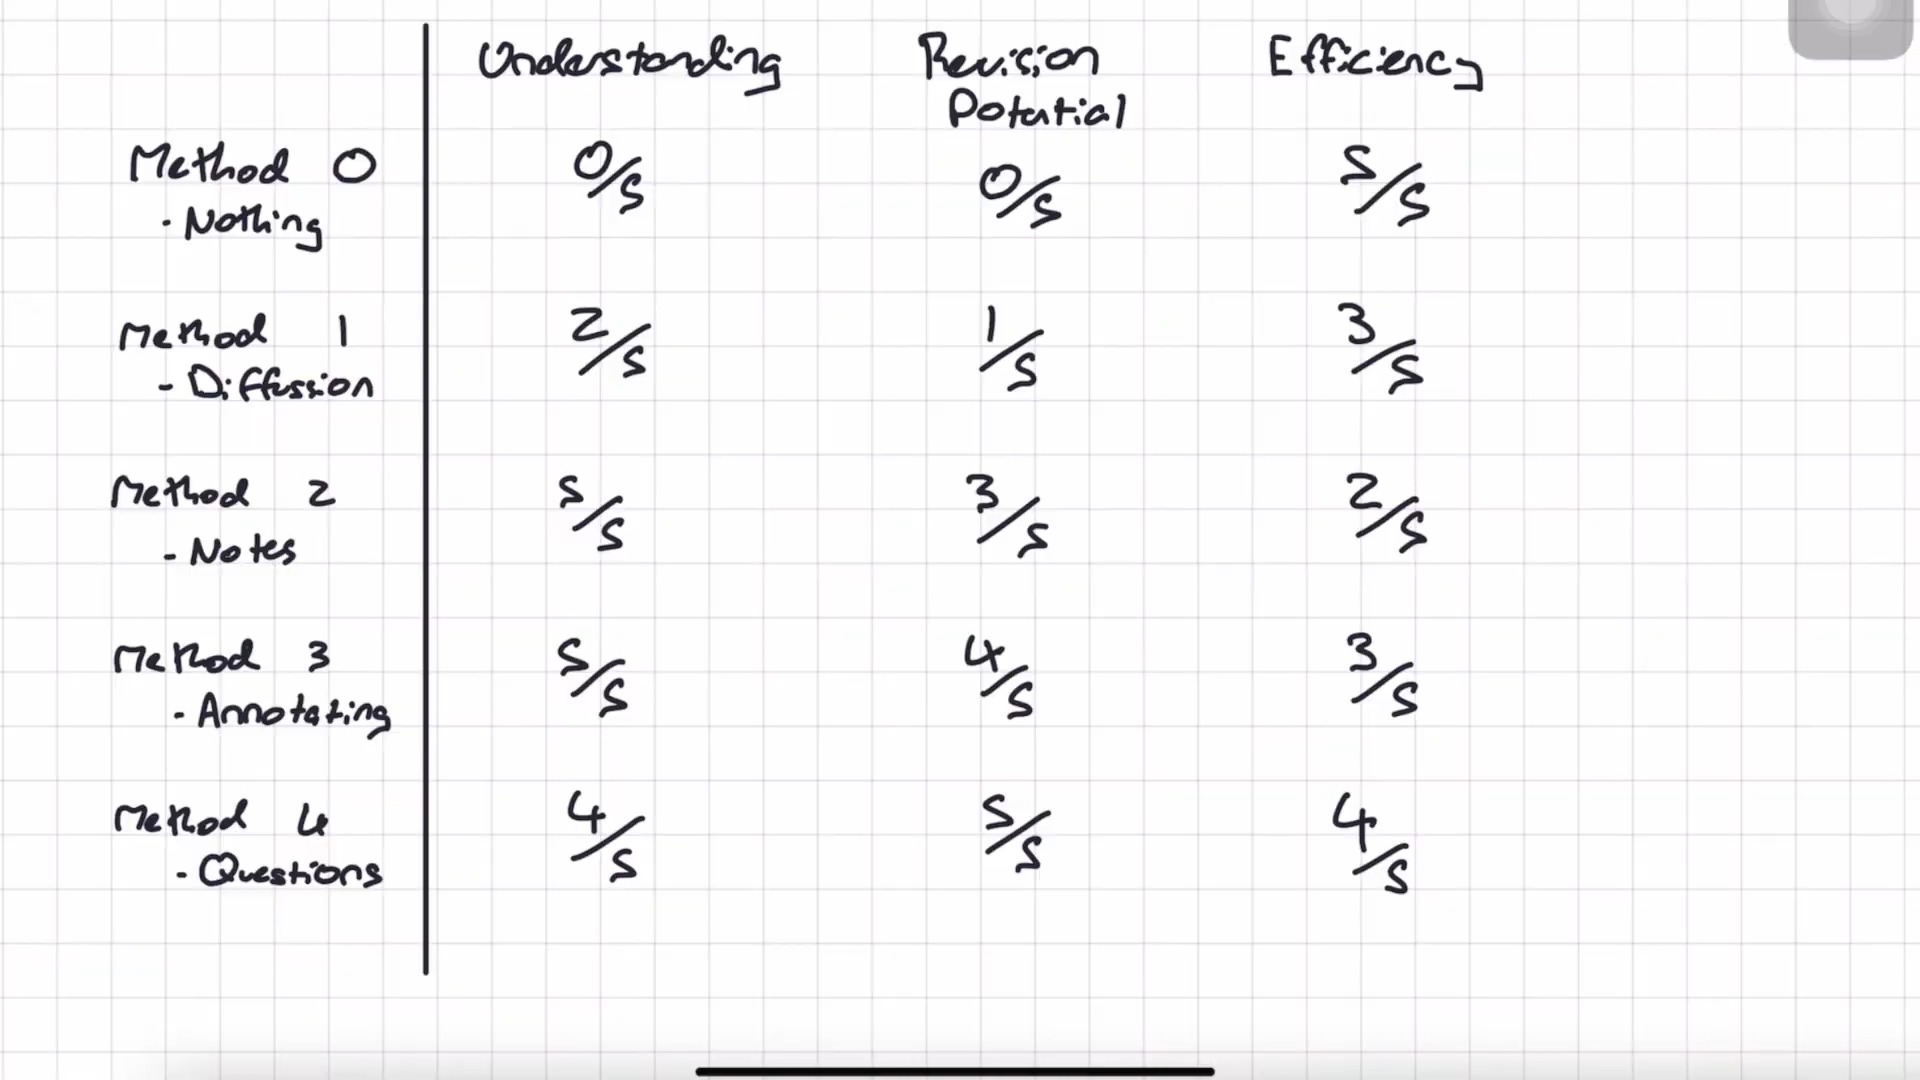 Understanding Revision Efficiency
Potential
Method 0 0/5 0/5 5/5
· Nothing
Method 1 2/5 1/5 3/5
- Diffussion
Method 2 5/5 3/5 2/5
- Notes
Method 3 5/5 4/5 3/5
- Annotating
Method 4 4/5 5/5 4/5
- Questions